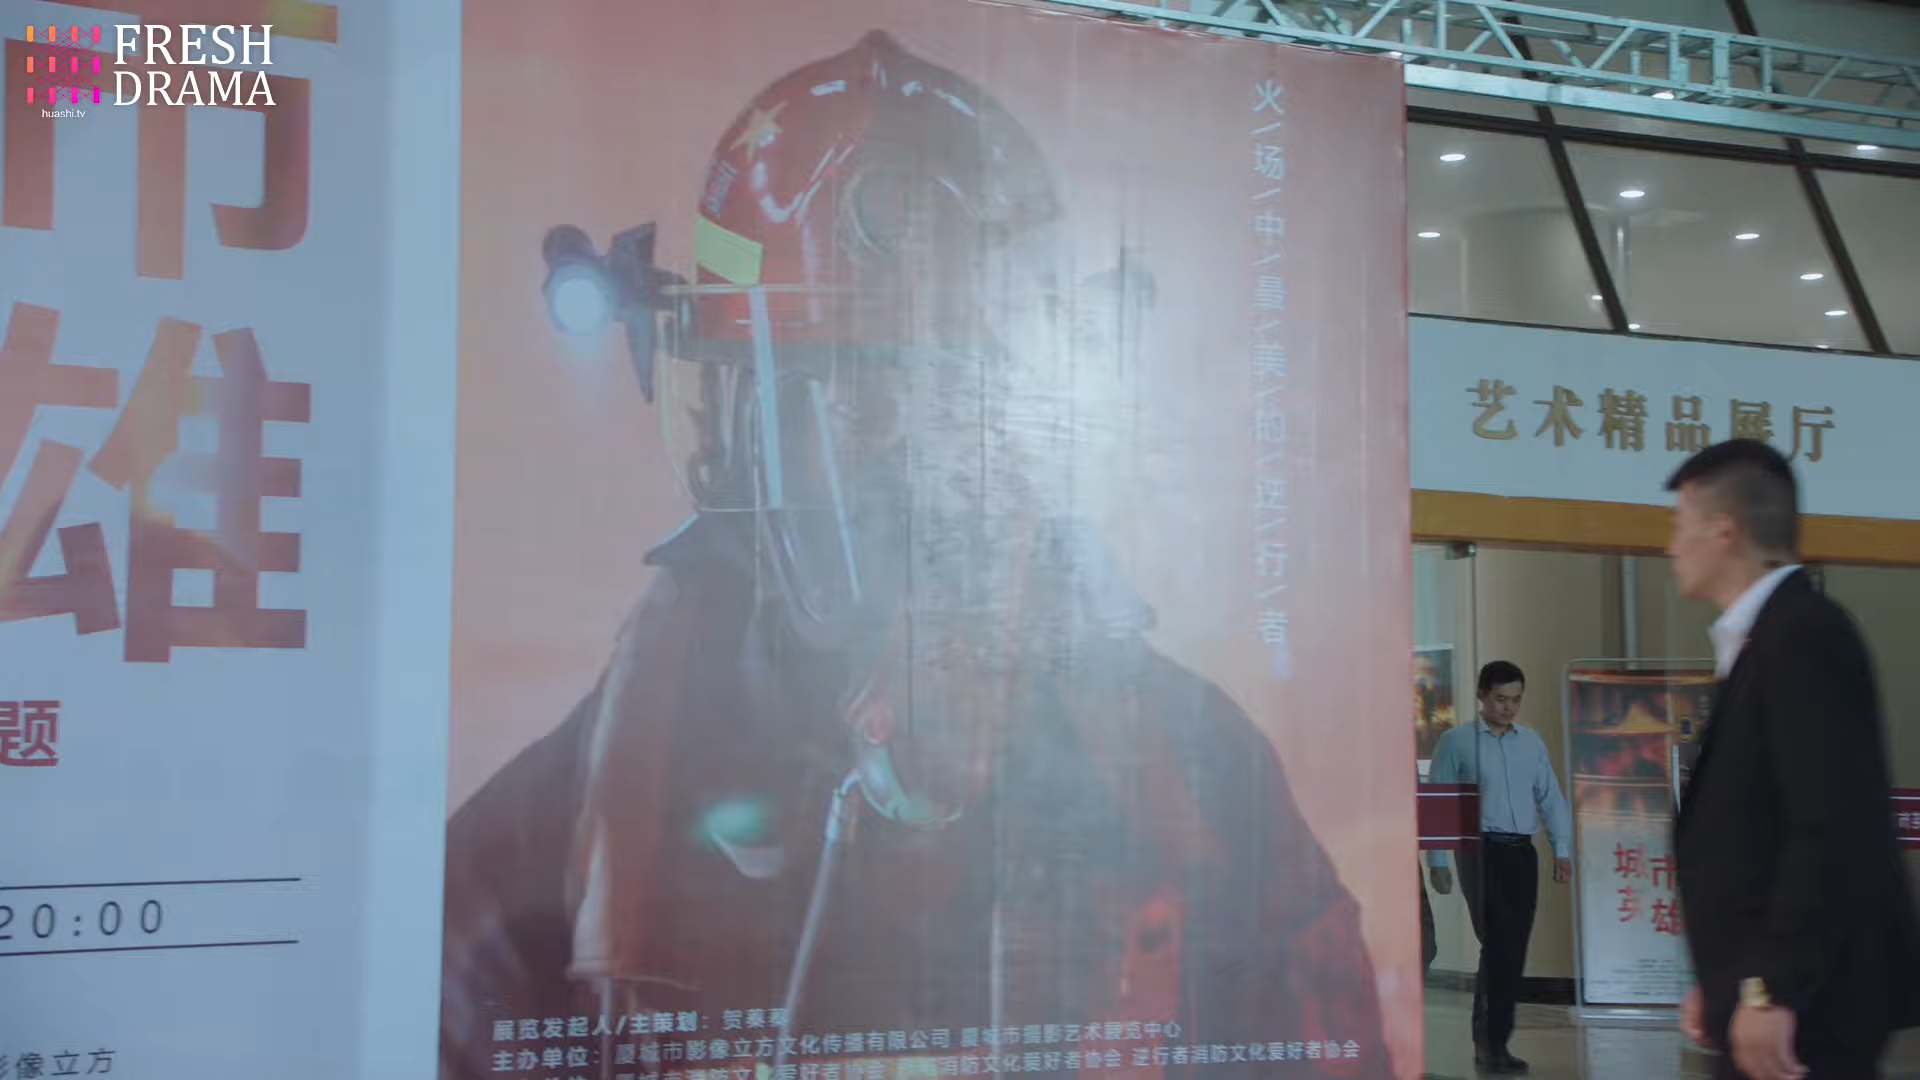 FRESH
DRAMA
huashi.tv
市
雄
题
20:00
影像立方
火/场/中/最/美/的/逆/行/者
艺术精品展厅
城市
英雄
展览发起人/主策划：贺蓁蓁
主办单位：厦城市影像立方文化传播有限公司 厦城市摄影艺术展览中心
消防文化爱好者协会 逆行者消防文化爱好者协会